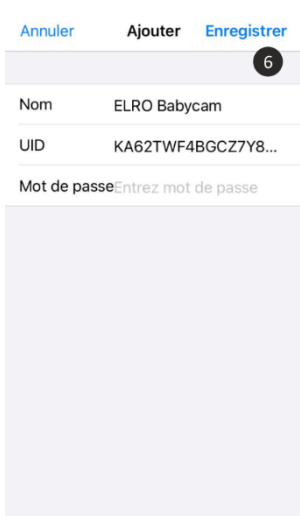 Annuler Ajouter Enregistrer
6
Nom ELRO Babycam
UID KA62TWF4BGCZ7Y8...
Mot de passe Entrez mot de passe